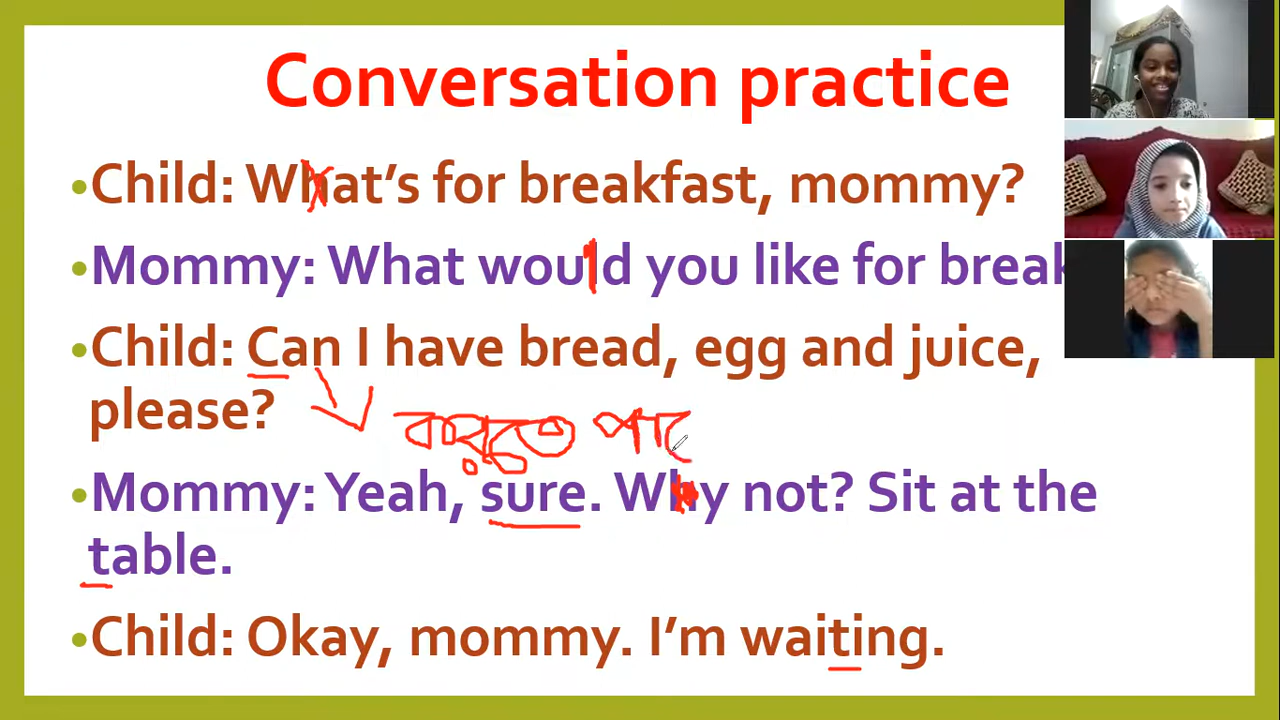 Conversation practice
•Child: What's for breakfast, mommy?
•Mommy: What would you like for break
•Child: Can I have bread, egg and juice,
please?
করতে পার
•Mommy: Yeah, sure. Why not? Sit at the
table.
•Child: Okay, mommy. I'm waiting.